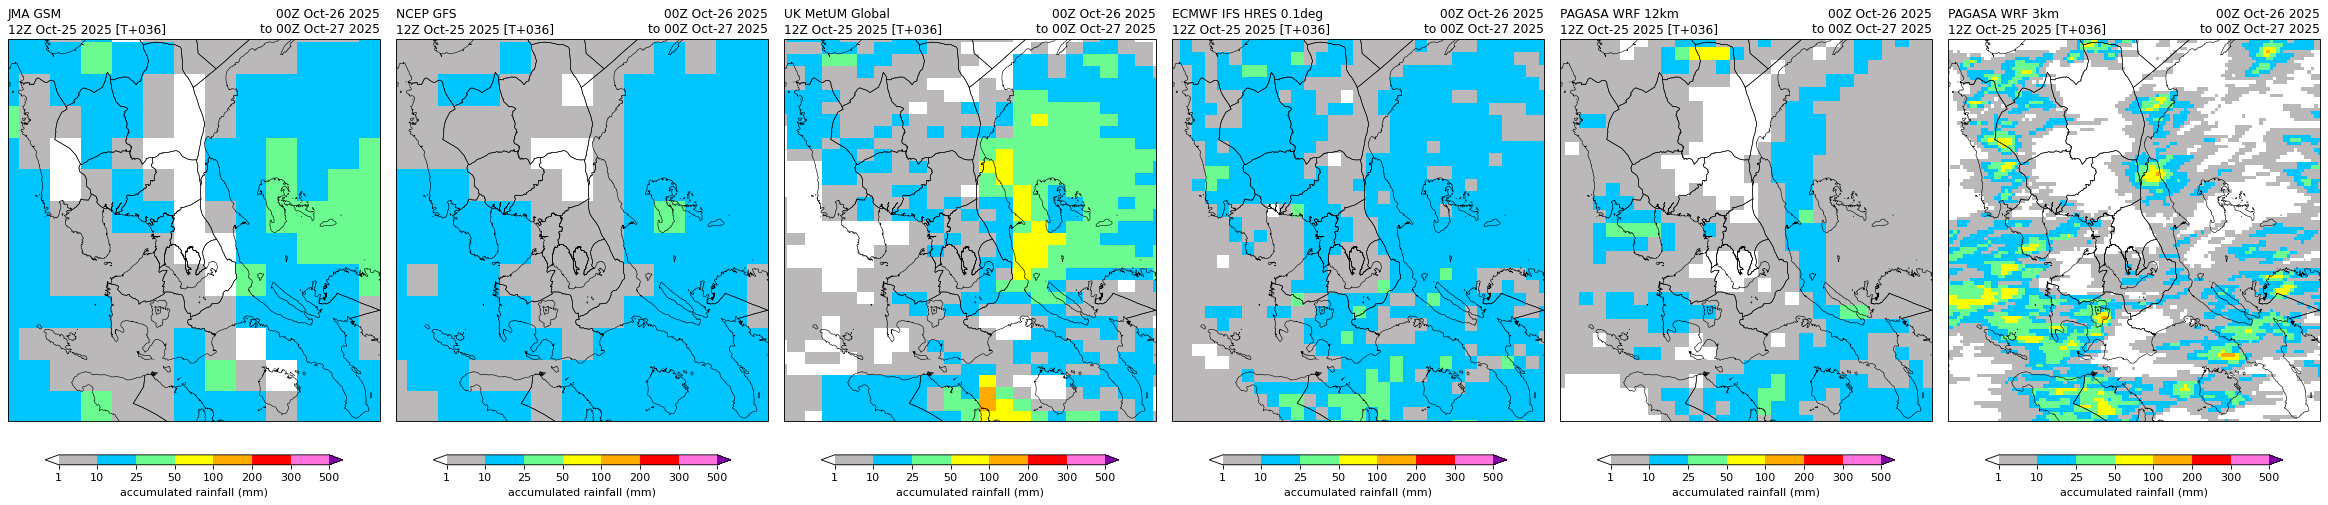 JMA GSM 00Z Oct-26 2025
12Z Oct-25 2025 [T+036] to 00Z Oct-27 2025
1 10 25 50 100 200 300 500
accumulated rainfall (mm)
NCEP GFS 00Z Oct-26 2025
12Z Oct-25 2025 [T+036] to 00Z Oct-27 2025
1 10 25 50 100 200 300 500
accumulated rainfall (mm)
UK MetUM Global 00Z Oct-26 2025
12Z Oct-25 2025 [T+036] to 00Z Oct-27 2025
1 10 25 50 100 200 300 500
accumulated rainfall (mm)
ECMWF IFS HRES 0.1deg 00Z Oct-26 2025
12Z Oct-25 2025 [T+036] to 00Z Oct-27 2025
1 10 25 50 100 200 300 500
accumulated rainfall (mm)
PAGASA WRF 12km 00Z Oct-26 2025
12Z Oct-25 2025 [T+036] to 00Z Oct-27 2025
1 10 25 50 100 200 300 500
accumulated rainfall (mm)
PAGASA WRF 3km 00Z Oct-26 2025
12Z Oct-25 2025 [T+036] to 00Z Oct-27 2025
1 10 25 50 100 200 300 500
accumulated rainfall (mm)